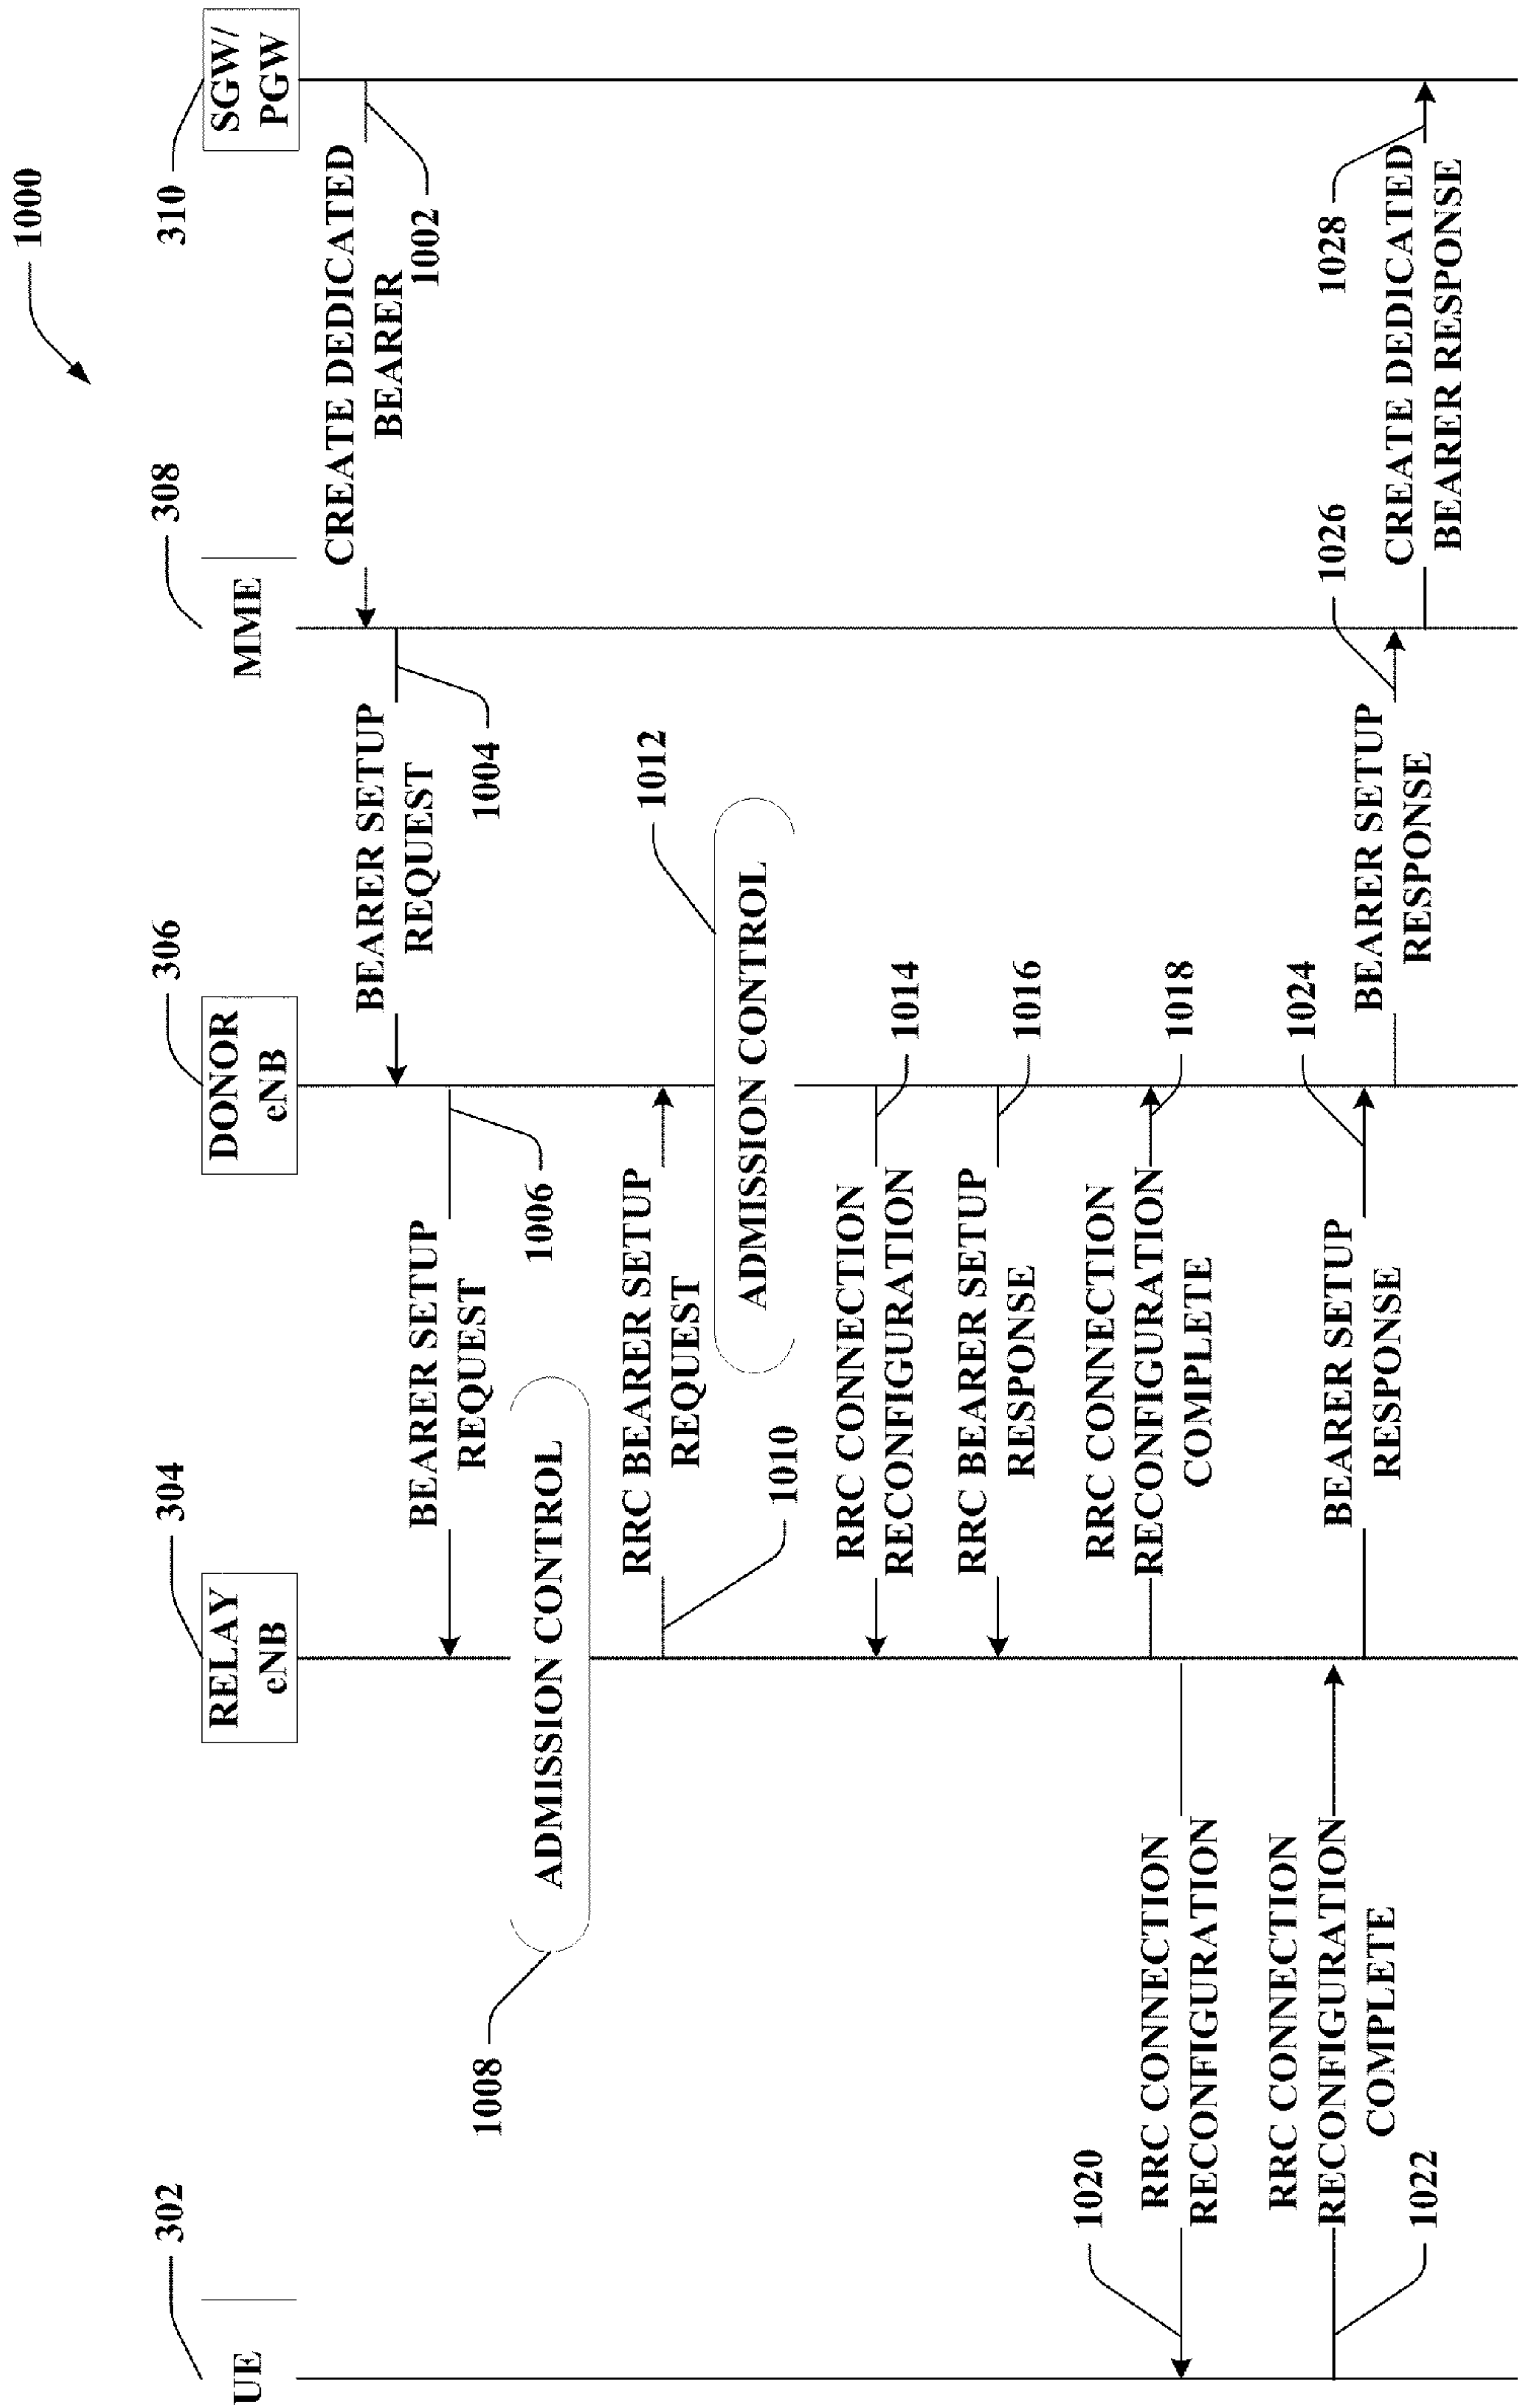 1000
302
304
306
308
310
UE
RELAY
eNB
DONOR
eNB
MME
SGW/
PGW
CREATE DEDICATED
BEARER
1002
BEARER SETUP
REQUEST
1004
BEARER SETUP
REQUEST
1006
1008
ADMISSION CONTROL
RRC BEARER SETUP
REQUEST
1010
1012
ADMISSION CONTROL
RRC CONNECTION
RECONFIGURATION
1014
RRC BEARER SETUP
RESPONSE
1016
RRC CONNECTION
RECONFIGURATION
COMPLETE
1018
1020
RRC CONNECTION
RECONFIGURATION
RRC CONNECTION
RECONFIGURATION
COMPLETE
1022
BEARER SETUP
RESPONSE
1024
BEARER SETUP
RESPONSE
1026
CREATE DEDICATED
BEARER RESPONSE
1028